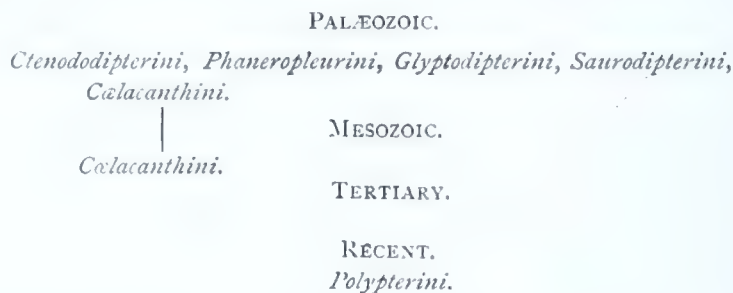 PALÆOZOIC.
Ctenododipterini, Phaneropleurini, Glyptodipterini, Saurodipterini,
Cœlacanthini.
MESOZOIC.
Cœlacanthini.
TERTIARY.
RECENT.
Polypterini.